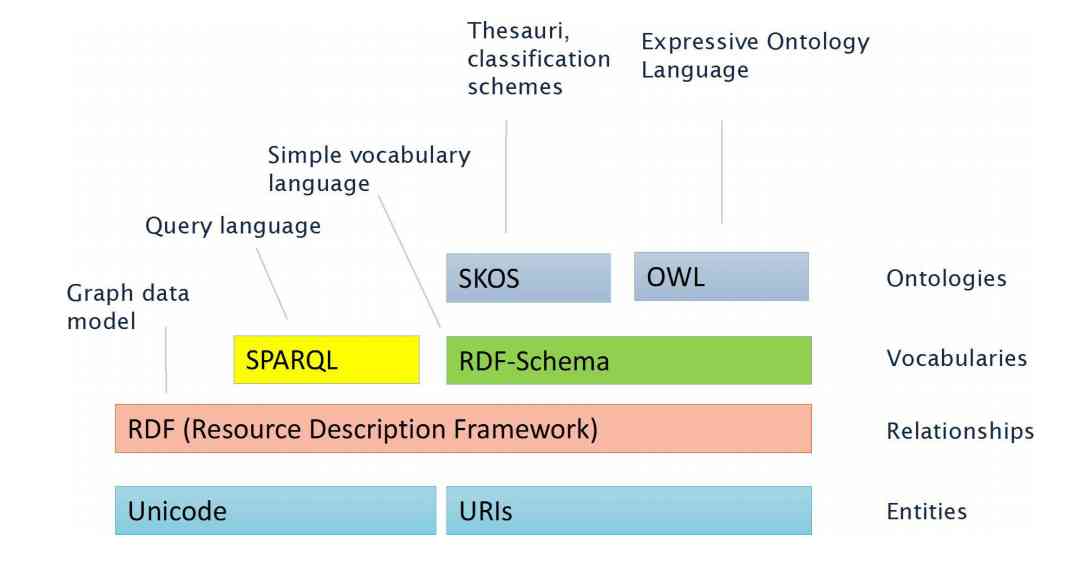 Thesauri,
classification
schemes
Expressive Ontology
Language
Simple vocabulary
language
Query language
Graph data
model
SKOS
OWL
Ontologies
SPARQL
RDF-Schema
Vocabularies
RDF (Resource Description Framework)
Relationships
Unicode
URIs
Entities